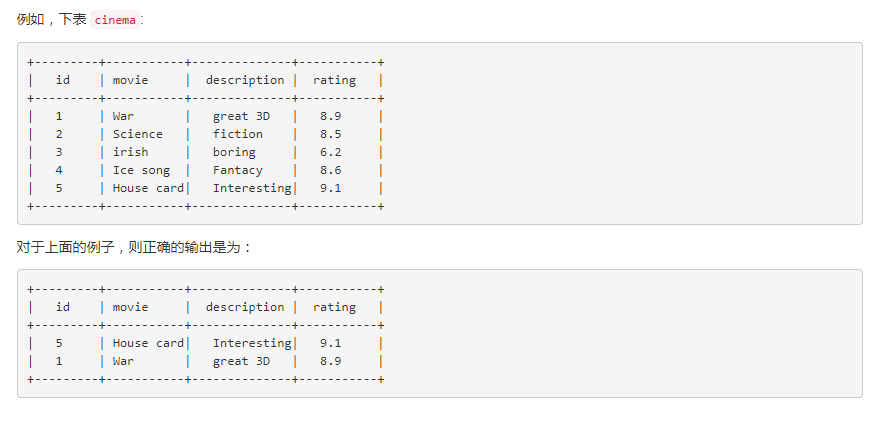 例如，下表 cinema:
+---------+-----------+--------------+-----------+
|   id    | movie     |  description |  rating   |
+---------+-----------+--------------+-----------+
|   1     | War       |   great 3D   |   8.9     |
|   2     | Science   |   fiction    |   8.5     |
|   3     | irish     |   boring     |   6.2     |
|   4     | Ice song  |   Fantacy    |   8.6     |
|   5     | House card|   Interesting|   9.1     |
+---------+-----------+--------------+-----------+
对于上面的例子，则正确的输出是为：
+---------+-----------+--------------+-----------+
|   id    | movie     |  description |  rating   |
+---------+-----------+--------------+-----------+
|   5     | House card|   Interesting|   9.1     |
|   1     | War       |   great 3D   |   8.9     |
+---------+-----------+--------------+-----------+